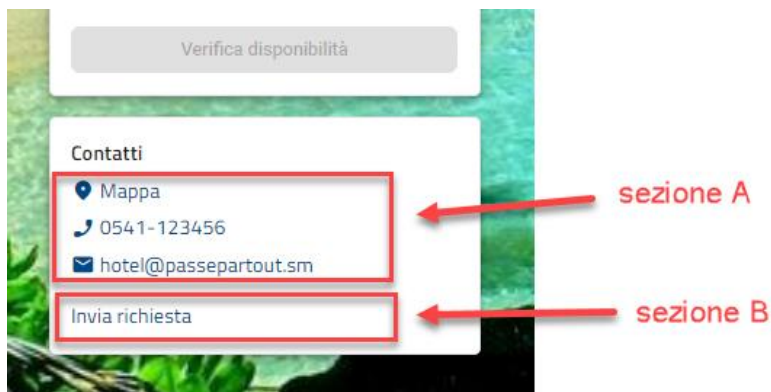 Verifica disponibilità
Contatti
Mappa
0541-123456
hotel@passepartout.sm
Invia richiesta
sezione A
sezione B